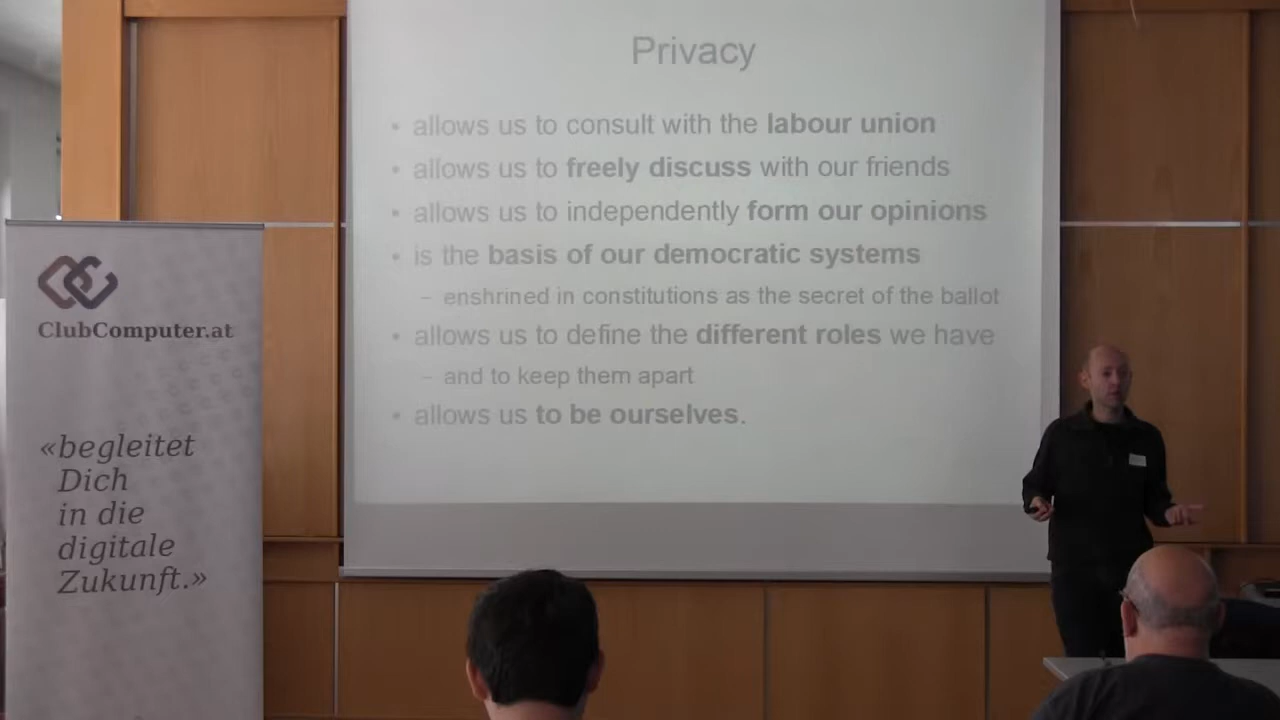 Privacy
• allows us to consult with the labour union
• allows us to freely discuss with our friends
• allows us to independently form our opinions
• is the basis of our democratic systems
– enshrined in constitutions as the secret of the ballot
• allows us to define the different roles we have
– and to keep them apart
• allows us to be ourselves.
ClubComputer.at
«begleitet
Dich
in die
digitale
Zukunft.»